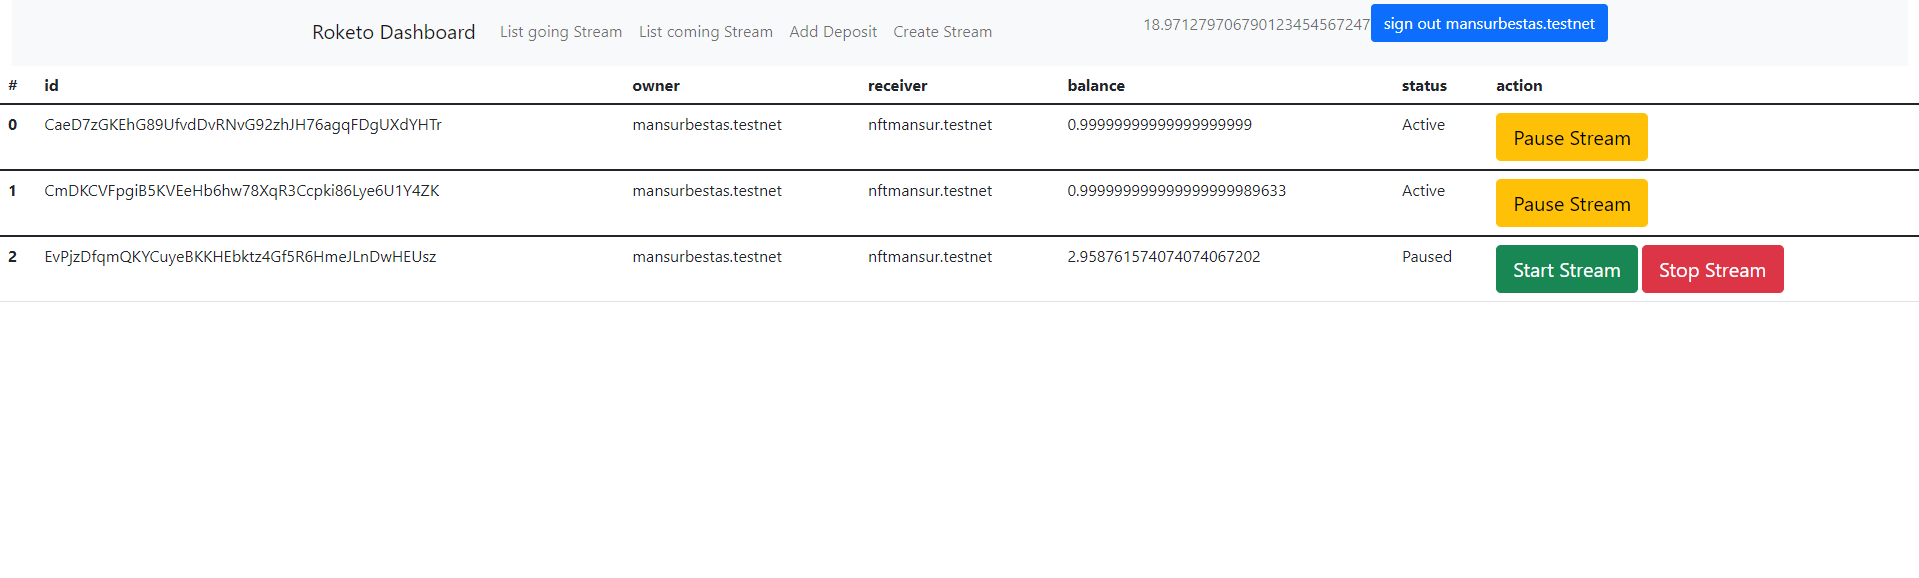 Roketo Dashboard List going Stream List coming Stream Add Deposit Create Stream 18.971279706790123454567247 sign out mansurbestas.testnet
# id owner receiver balance status action
0 CaeD7zGKEhG89UfvdDvRNvG92zhJH76agqFDgUXdYHTr mansurbestas.testnet nftmansur.testnet 0.99999999999999999999 Active Pause Stream
1 CmDKCVFpgiB5KVEeHb6hw78XqR3Ccpki86Lye6U1Y4ZK mansurbestas.testnet nftmansur.testnet 0.999999999999999999989633 Active Pause Stream
2 EvPjzDfqmQKYCuyeBKKHEbktz4Gf5R6HmeJLnDwHEUsz mansurbestas.testnet nftmansur.testnet 2.958761574074074067202 Paused Start Stream Stop Stream